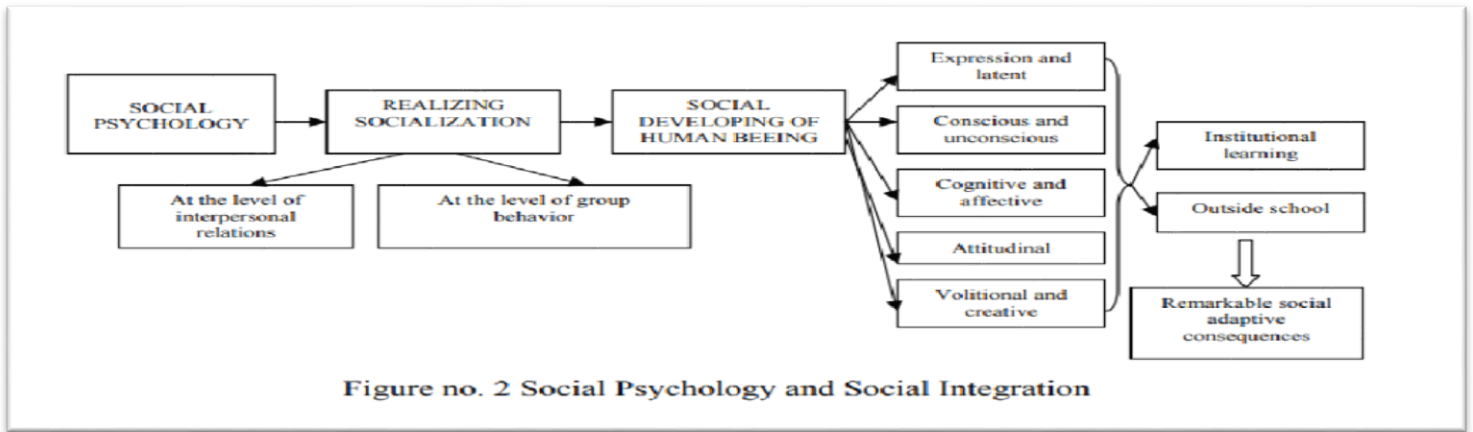 SOCIAL
PSYCHOLOGY
REALIZING
SOCIALIZATION
At the level of
interpersonal
relations
At the level of group
behavior
SOCIAL
DEVELOPING OF
HUMAN BEEING
Expression and
latent
Conscious and
unconscious
Cognitive and
affective
Attitudinal
Volitional and
creative
Institutional
learning
Outside school
Remarkable social
adaptive
consequences
Figure no. 2 Social Psychology and Social Integration